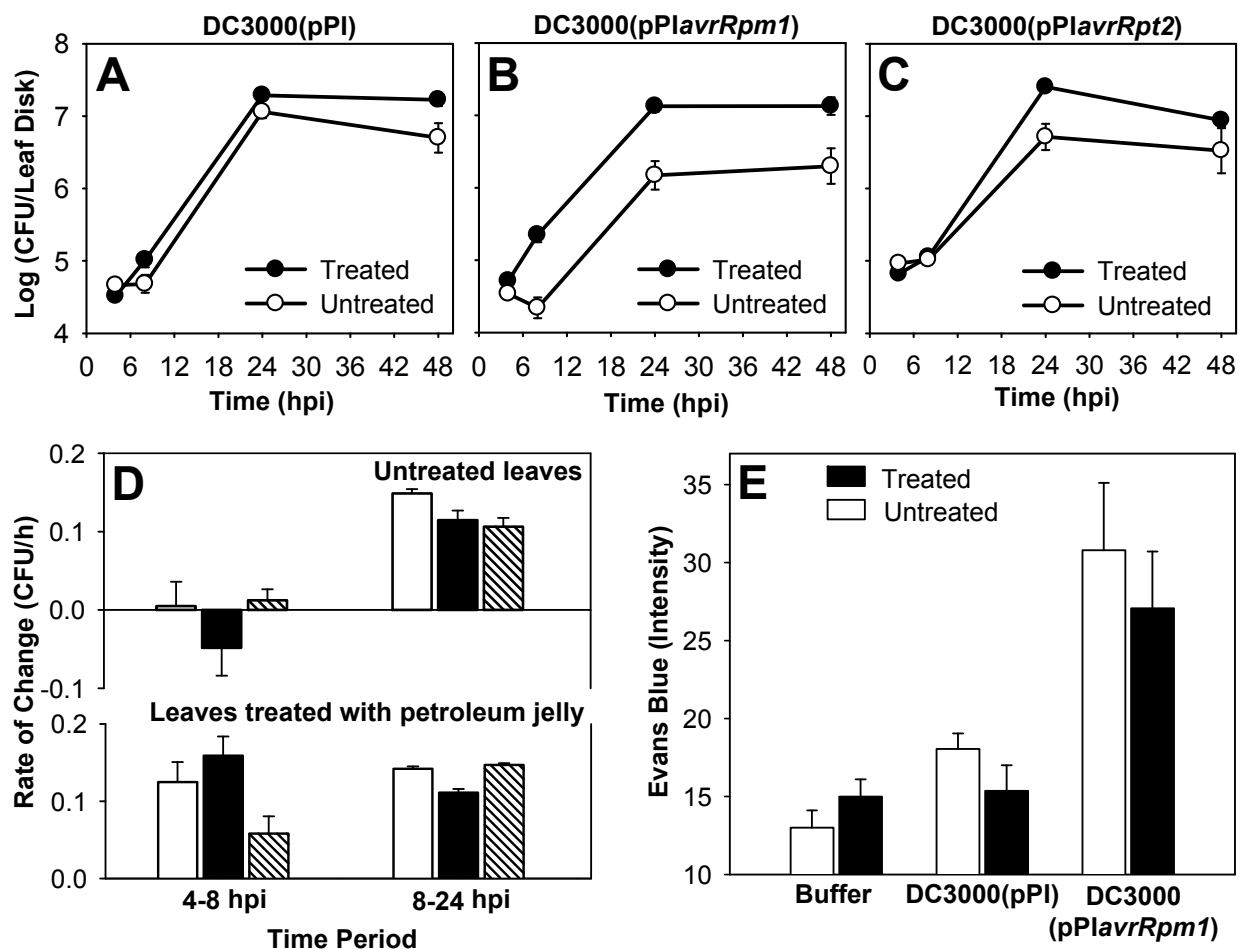 DC3000(pPI)
DC3000(pPIavrRpm1)
DC3000(pPIavrRpt2)
A
B
C
Log (CFU/Leaf Disk)
8
7
6
5
4
Treated
Untreated
Treated
Untreated
Treated
Untreated
0 6 12 18 24 30 36 42 48
0 6 12 18 24 30 36 42 48
0 6 12 18 24 30 36 42 48
Time (hpi)
Time (hpi)
Time (hpi)
D
Untreated leaves
Rate of Change (CFU/h)
0.2
0.1
0.0
-0.1
Leaves treated with petroleum jelly
0.2
0.1
0.0
4-8 hpi
8-24 hpi
Time Period
E
Treated
Untreated
Evans Blue (Intensity)
35
30
25
20
15
10
Buffer
DC3000(pPI)
DC3000
(pPIavrRpm1)